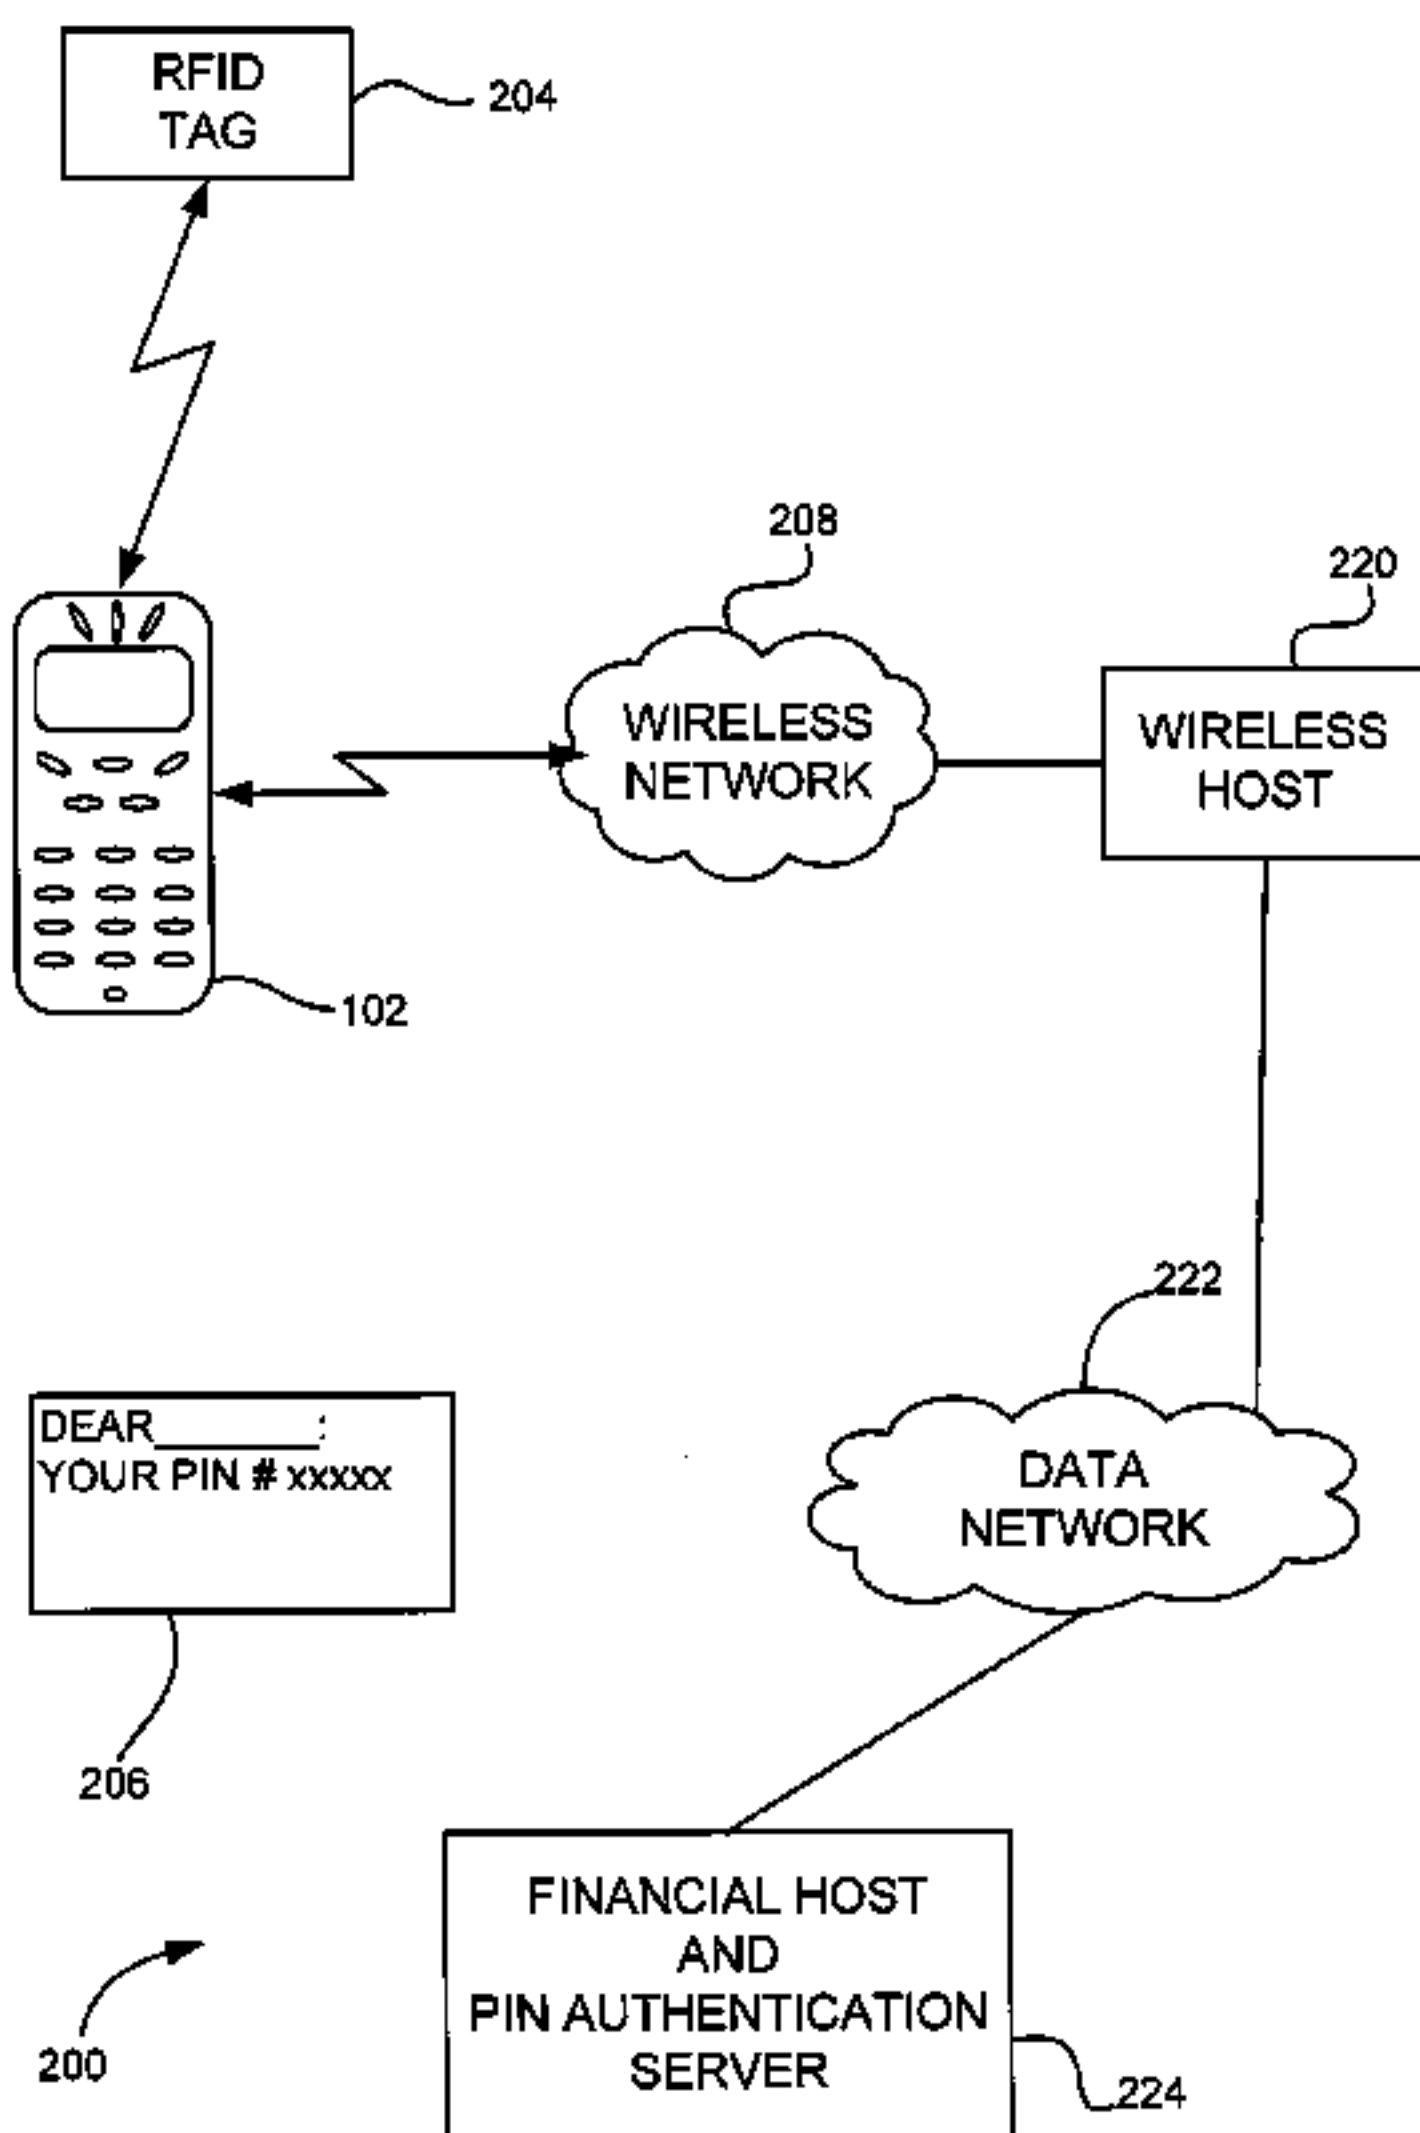 RFID
TAG
204
208
220
WIRELESS
NETWORK
WIRELESS
HOST
102
222
DEAR_______:
YOUR PIN # xxxxx
DATA
NETWORK
206
FINANCIAL HOST
AND
PIN AUTHENTICATION
SERVER
200
224